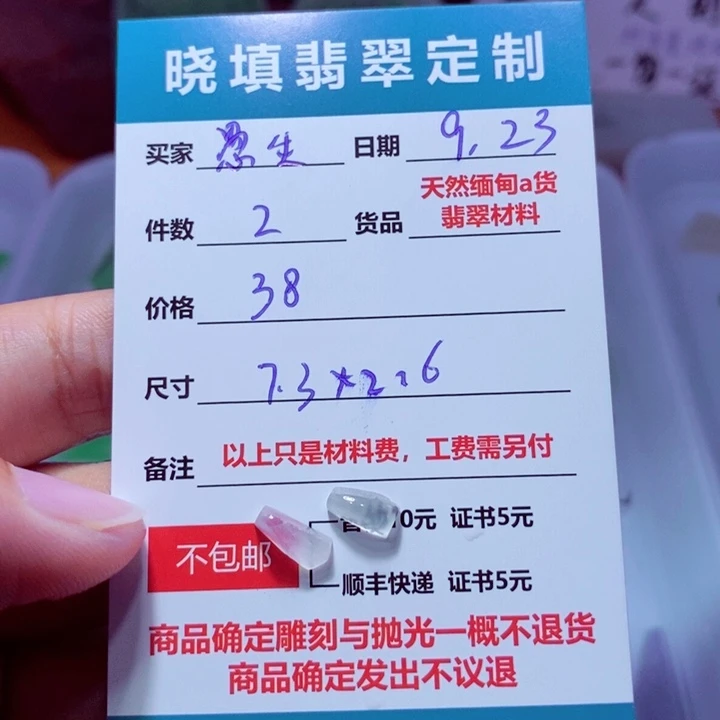 晓填翡翠定制
买家 日期 9.23
件数 2 货品 天然缅甸a货
翡翠材料
价格 38
尺寸 7.3×2.6
备注 以上只是材料费，工费需另付
10元 证书5元
不包邮
顺丰快递 证书5元
商品确定雕刻与抛光一概不退货
商品确定发出不议退